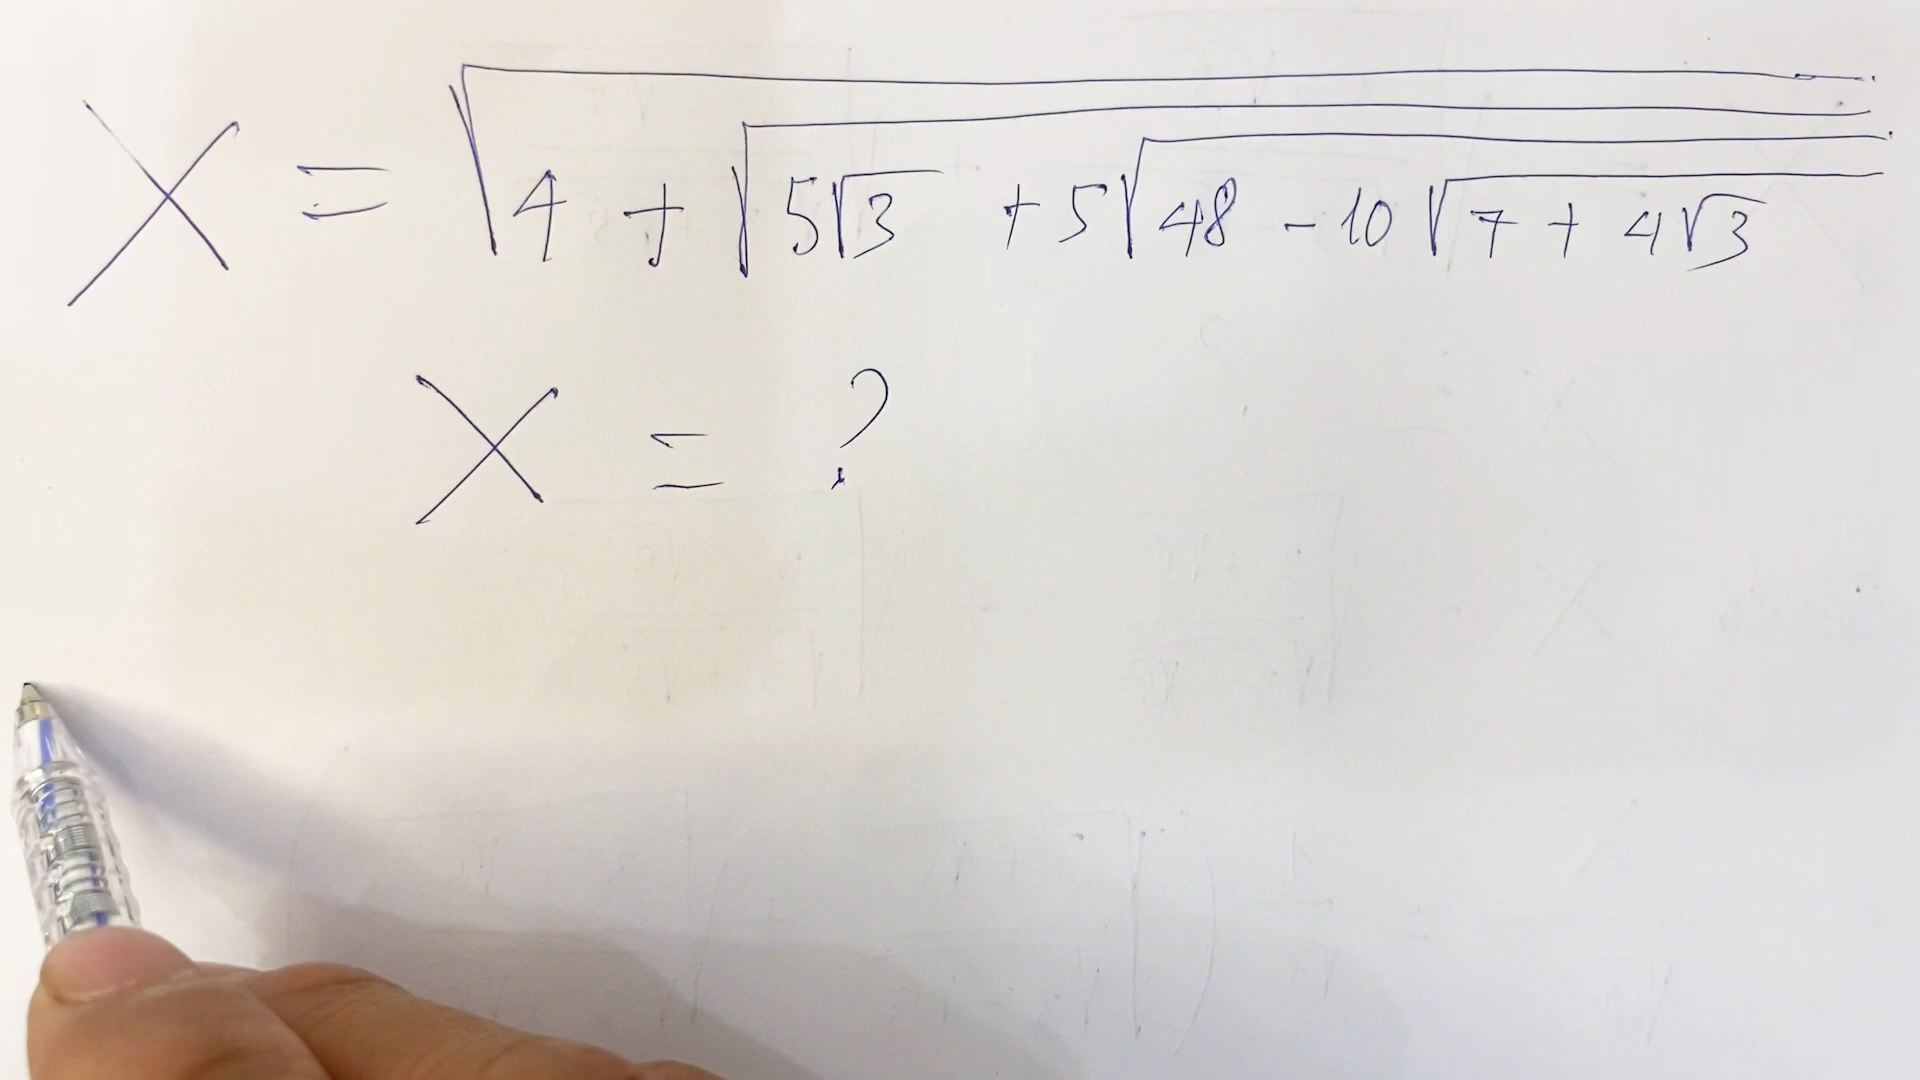 X = √(4 + √(5√3 + 5√(48 - 10√(7 + 4√3))))
X = ?